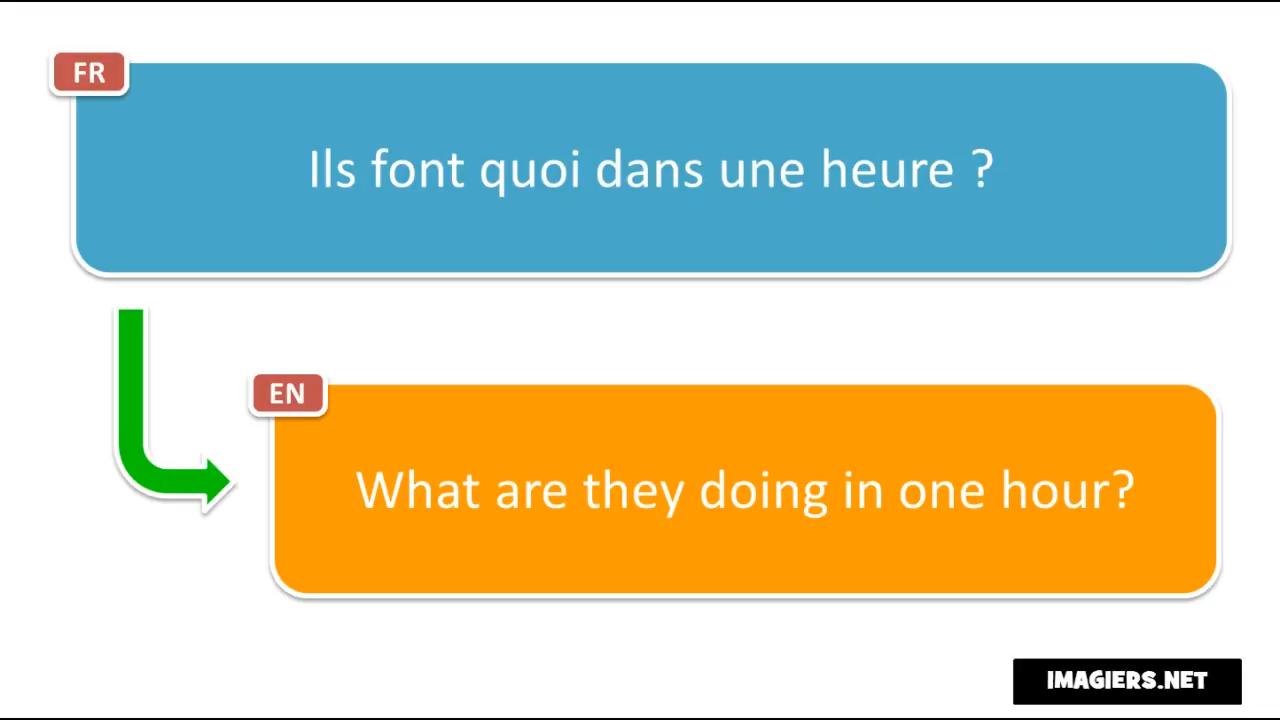 FR
Ils font quoi dans une heure ?
EN
What are they doing in one hour?
IMAGIERS.NET